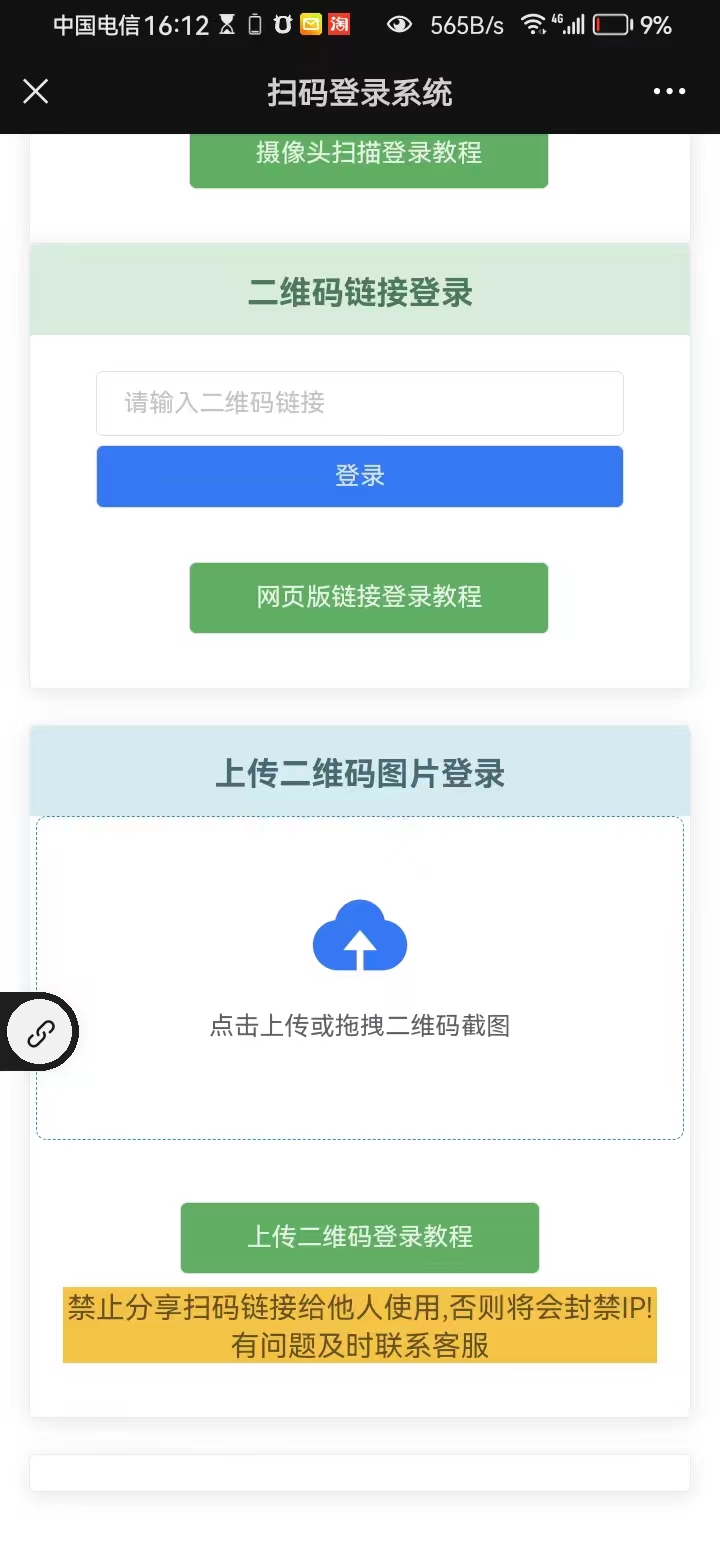 中国电信 16:12 淘 565B/s 4G 9%
扫码登录系统
摄像头扫描登录教程
二维码链接登录
请输入二维码链接
登录
网页版链接登录教程
上传二维码图片登录
点击上传或拖拽二维码截图
上传二维码登录教程
禁止分享扫码链接给他人使用,否则将会封禁IP!
有问题及时联系客服